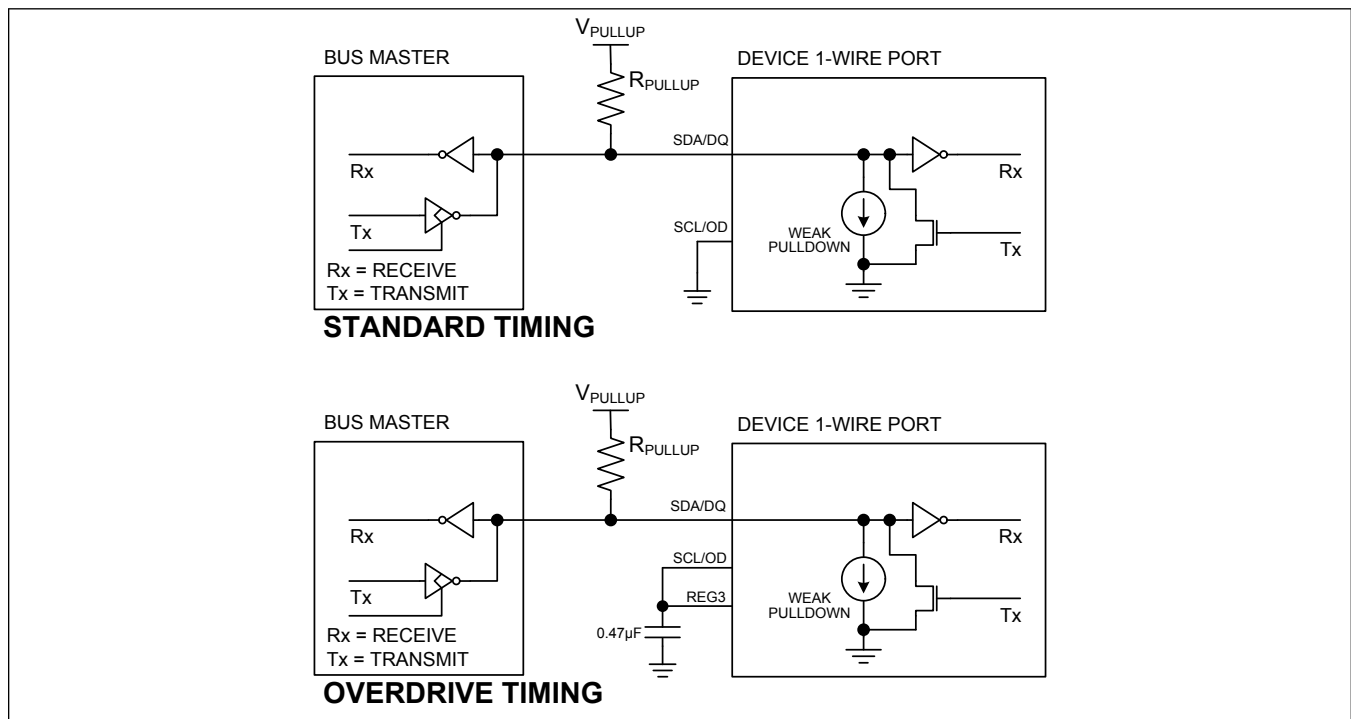 VPULLUP
BUS MASTER
DEVICE 1-WIRE PORT
RPULLUP
SDA/DQ
Rx
Rx
SCL/OD
WEAK
PULLDOWN
Tx
Tx
Rx = RECEIVE
Tx = TRANSMIT
STANDARD TIMING
VPULLUP
BUS MASTER
DEVICE 1-WIRE PORT
RPULLUP
SDA/DQ
Rx
Rx
SCL/OD
REG3
WEAK
PULLDOWN
Tx
Tx
0.47µF
Rx = RECEIVE
Tx = TRANSMIT
OVERDRIVE TIMING